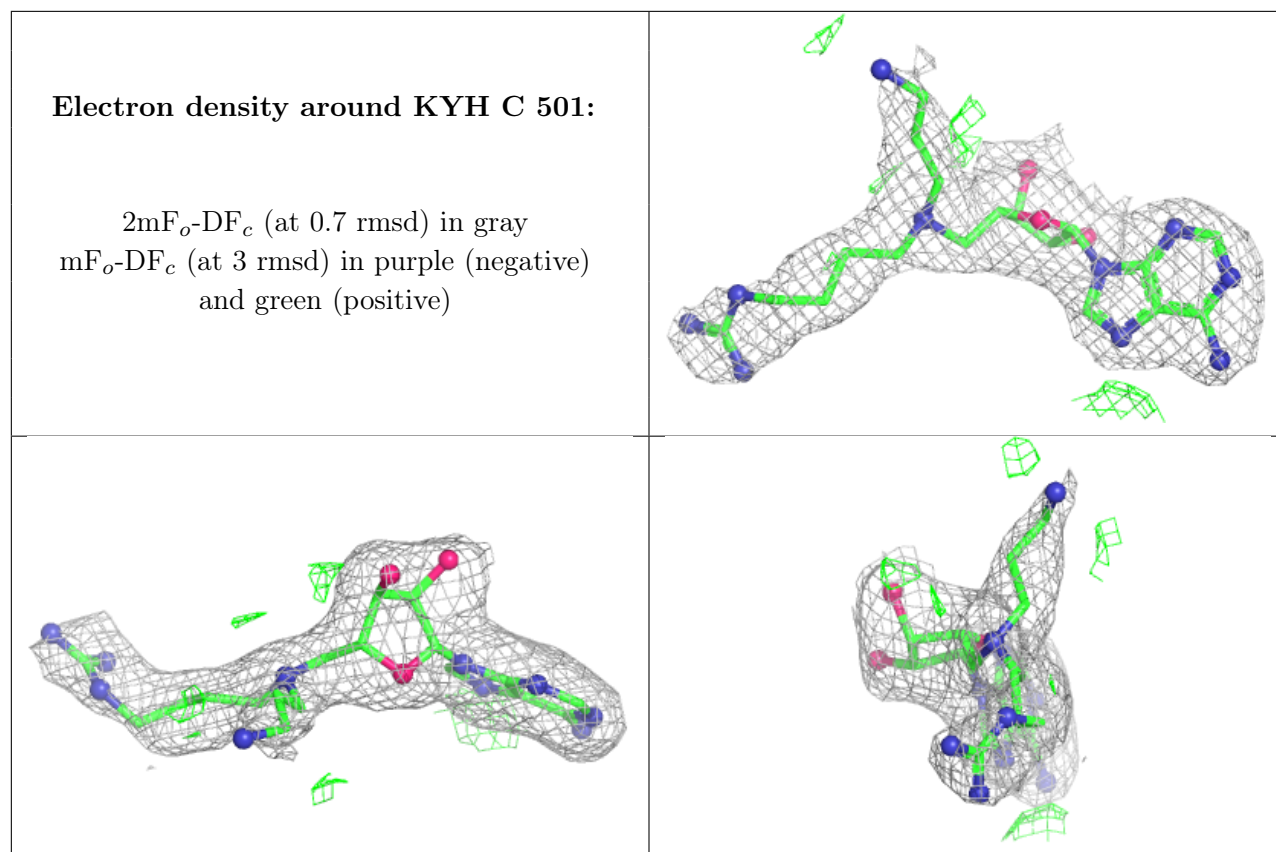 Electron density around KYH C 501:
2mFo-DFc (at 0.7 rmsd) in gray
mFo-DFc (at 3 rmsd) in purple (negative)
and green (positive)